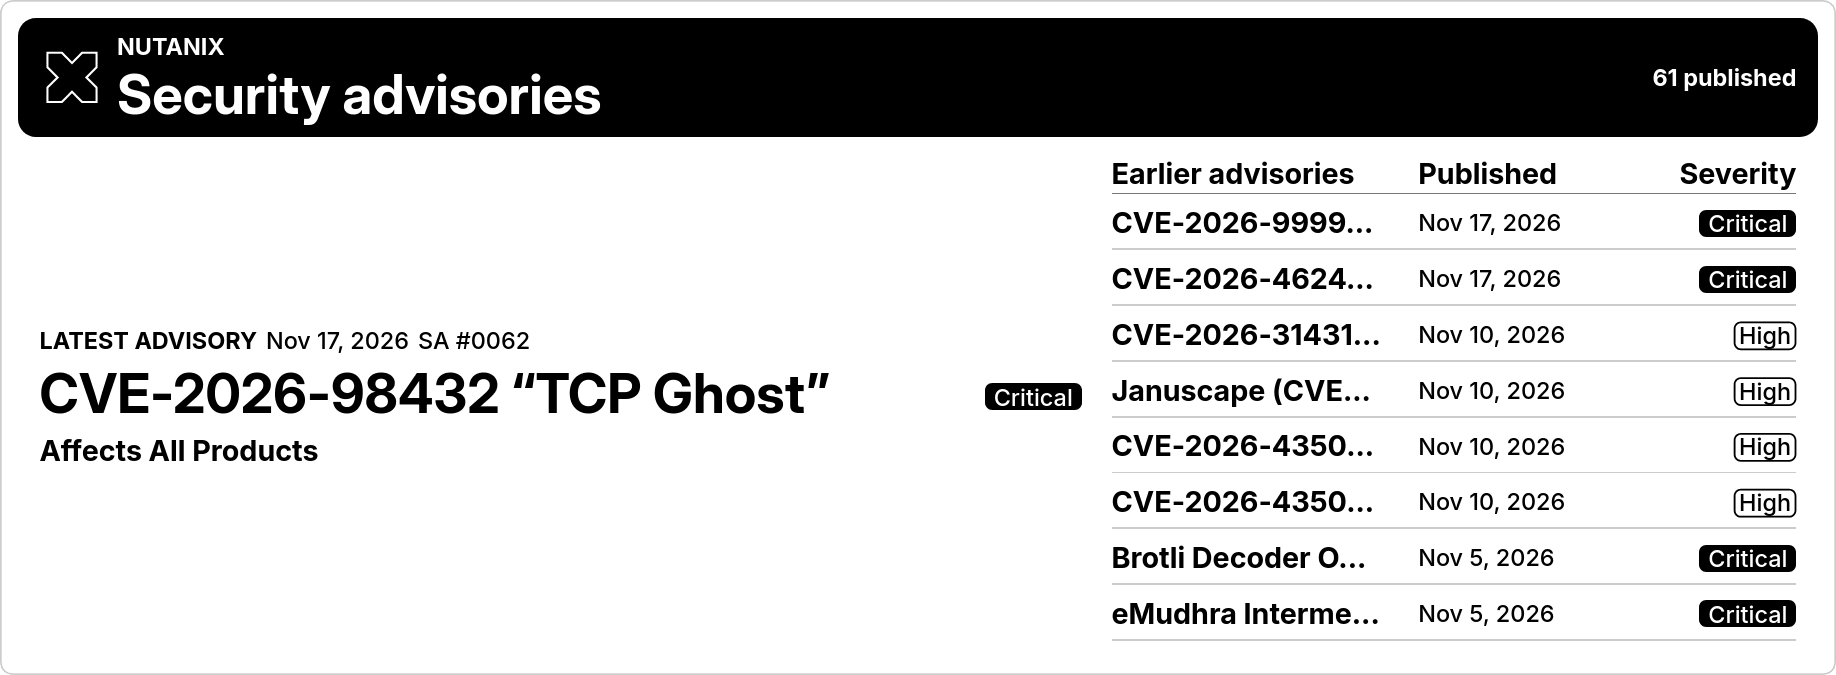 NUTANIX
Security advisories
61 published
LATEST ADVISORY Nov 17, 2026 SA #0062
CVE-2026-98432 “TCP Ghost”
Critical
Affects All Products
Earlier advisories Published Severity
CVE-2026-9999... Nov 17, 2026 Critical
CVE-2026-4624... Nov 17, 2026 Critical
CVE-2026-31431... Nov 10, 2026 High
Januscape (CVE... Nov 10, 2026 High
CVE-2026-4350... Nov 10, 2026 High
CVE-2026-4350... Nov 10, 2026 High
Brotli Decoder O... Nov 5, 2026 Critical
eMudhra Interme... Nov 5, 2026 Critical